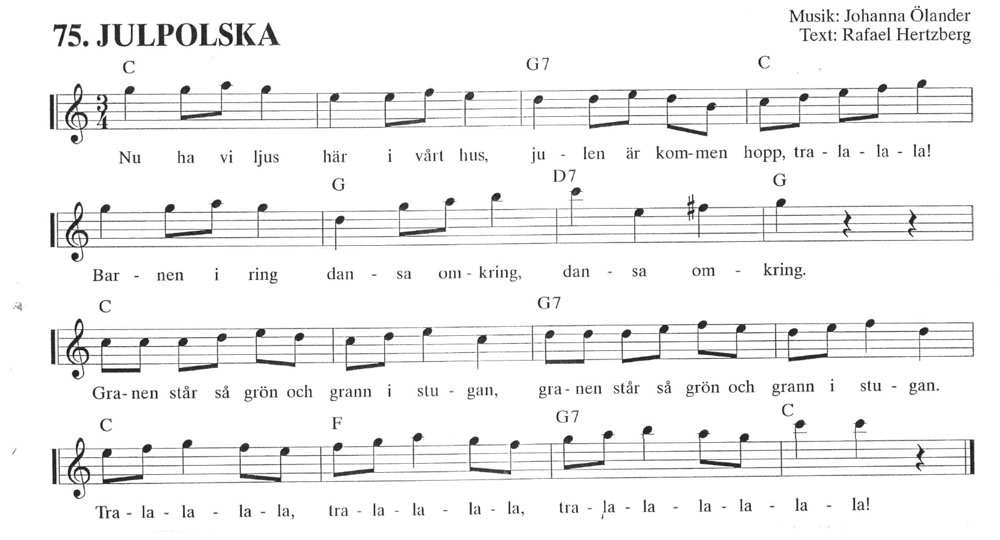 75. JULPOLSKA
Musik: Johanna Ölander
Text: Rafael Hertzberg
C G7 C
3
4
Nu ha vi ljus här i vårt hus, ju - len är kom-men hopp, tra - la - la - la!
G D7 G
Bar - nen i ring dan - sa om - kring, dan - sa om - kring.
C G7
Gra - nen står så grön och grann i stu - gan, gra - nen står så grön och grann i stu - gan.
C F G7 C
Tra - la - la - la - la, tra - la - la - la - la, tra - la - la - la - la - la - la!